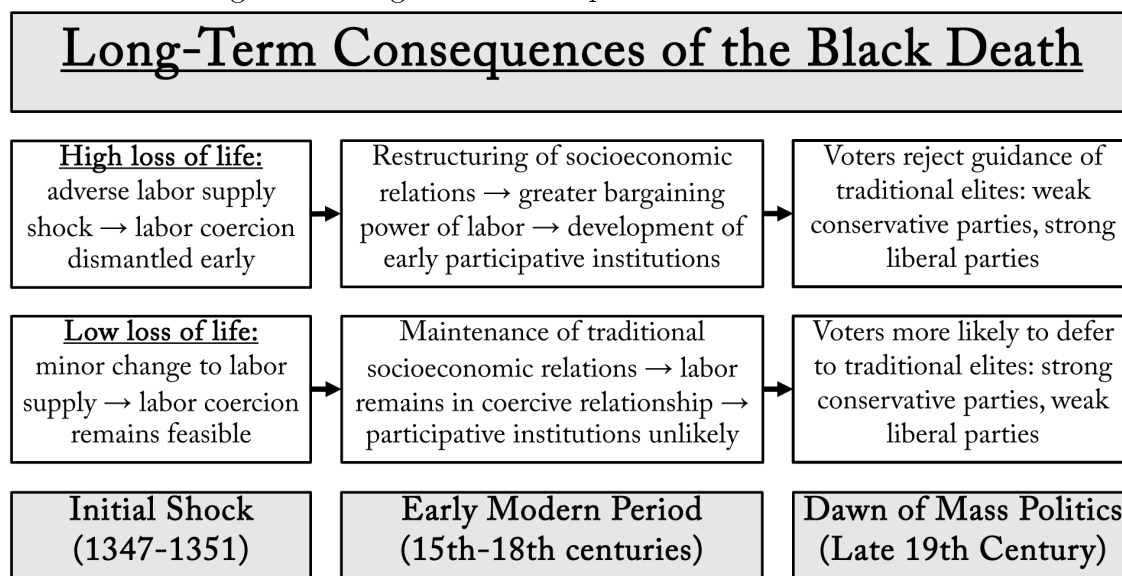 Long-Term Consequences of the Black Death
High loss of life:
adverse labor supply
shock → labor coercion
dismantled early
Restructuring of socioeconomic
relations → greater bargaining
power of labor → development of
early participative institutions
Voters reject guidance of
traditional elites: weak
conservative parties, strong
liberal parties
Low loss of life:
minor change to labor
supply → labor coercion
remains feasible
Maintenance of traditional
socioeconomic relations → labor
remains in coercive relationship →
participative institutions unlikely
Voters more likely to defer
to traditional elites: strong
conservative parties, weak
liberal parties
Initial Shock
(1347-1351)
Early Modern Period
(15th-18th centuries)
Dawn of Mass Politics
(Late 19th Century)